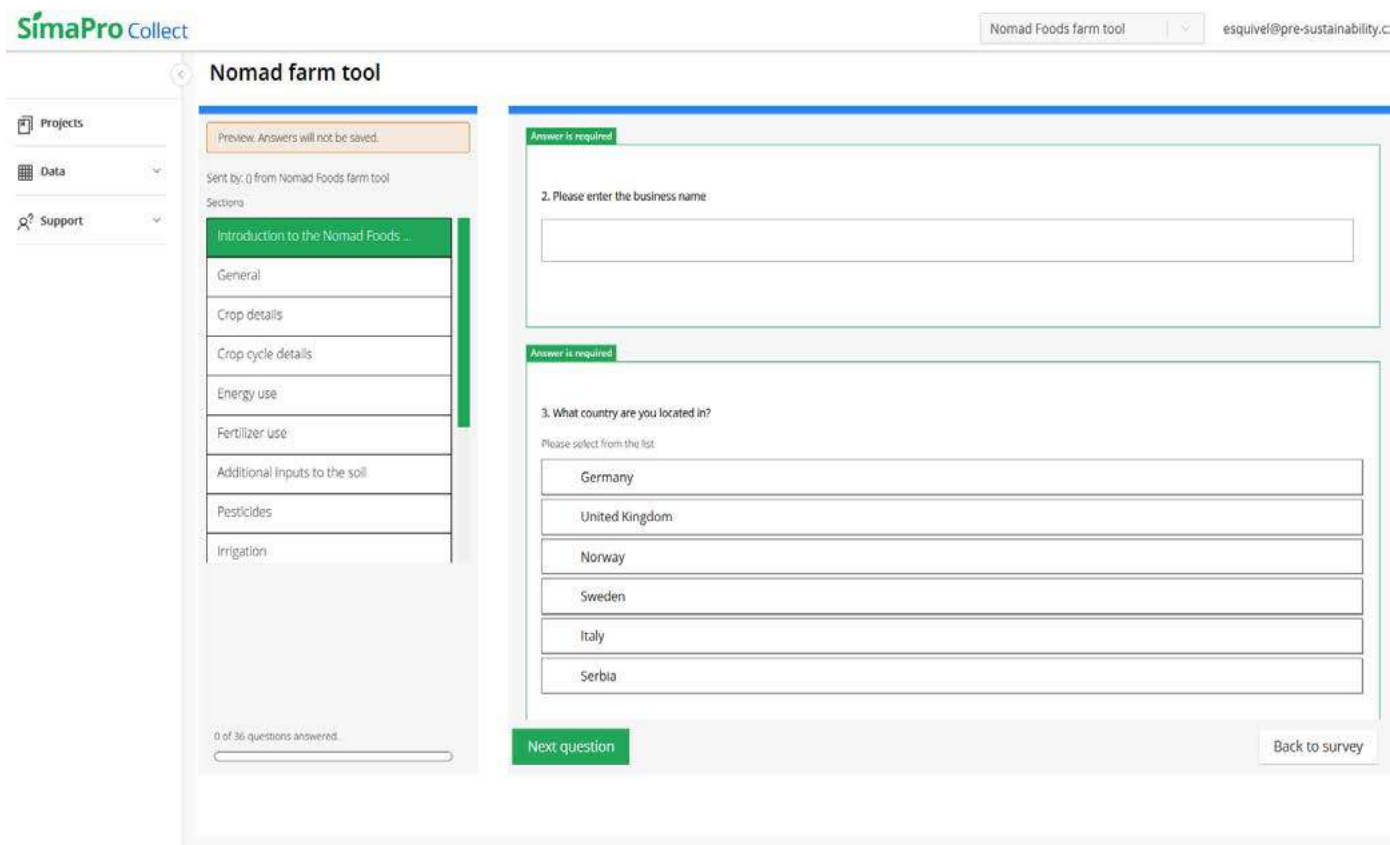 SimaPro Collect
Nomad Foods farm tool
esquivel@pre-sustainability.c
Nomad farm tool
Projects
Data
Support
Preview. Answers will not be saved.
Sent by: () from Nomad Foods farm tool
Sections
Introduction to the Nomad Foods ...
General
Crop details
Crop cycle details
Energy use
Fertilizer use
Additional inputs to the soil
Pesticides
Irrigation
0 of 36 questions answered.
Answer is required
2. Please enter the business name
Answer is required
3. What country are you located in?
Please select from the list
Germany
United Kingdom
Norway
Sweden
Italy
Serbia
Next question
Back to survey